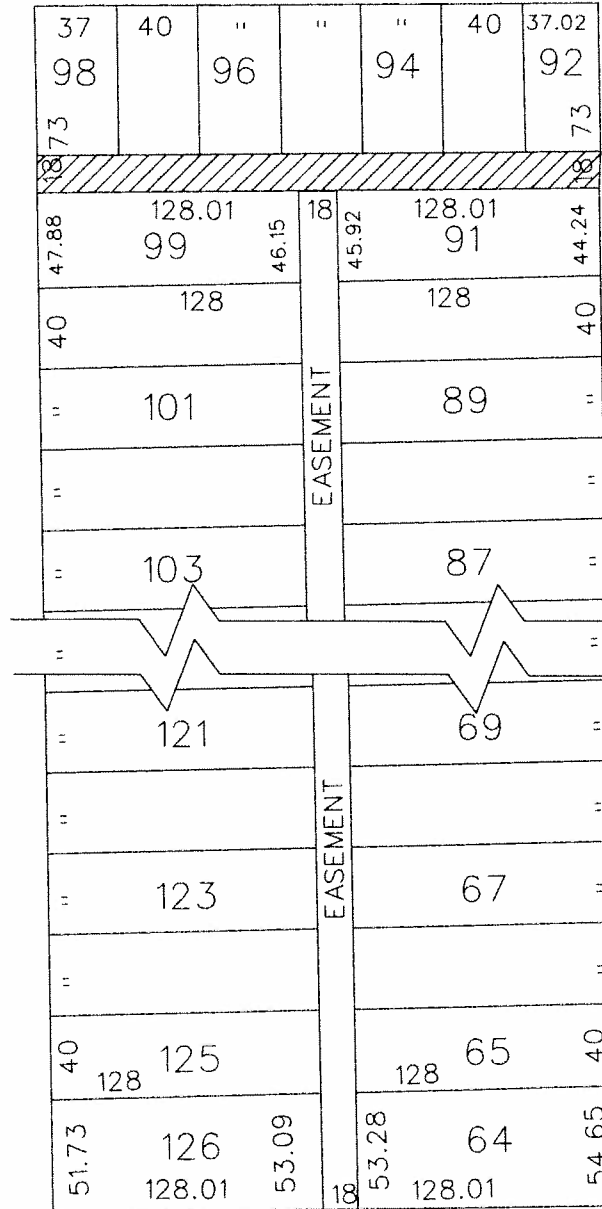 37 40 " " " 40 37.02
98 96 94 92
73 73
18 18
128.01 18 128.01
47.88 99 46.15 45.92 91 44.24
128 128
40 40
" 101 89 "
EASEMENT
" "
" 103 87 "
" "
" 121 69 "
" "
EASEMENT
" 123 67 "
" "
40 125 65 40
128 128
51.73 126 53.09 53.28 64 54.65
128.01 18 128.01